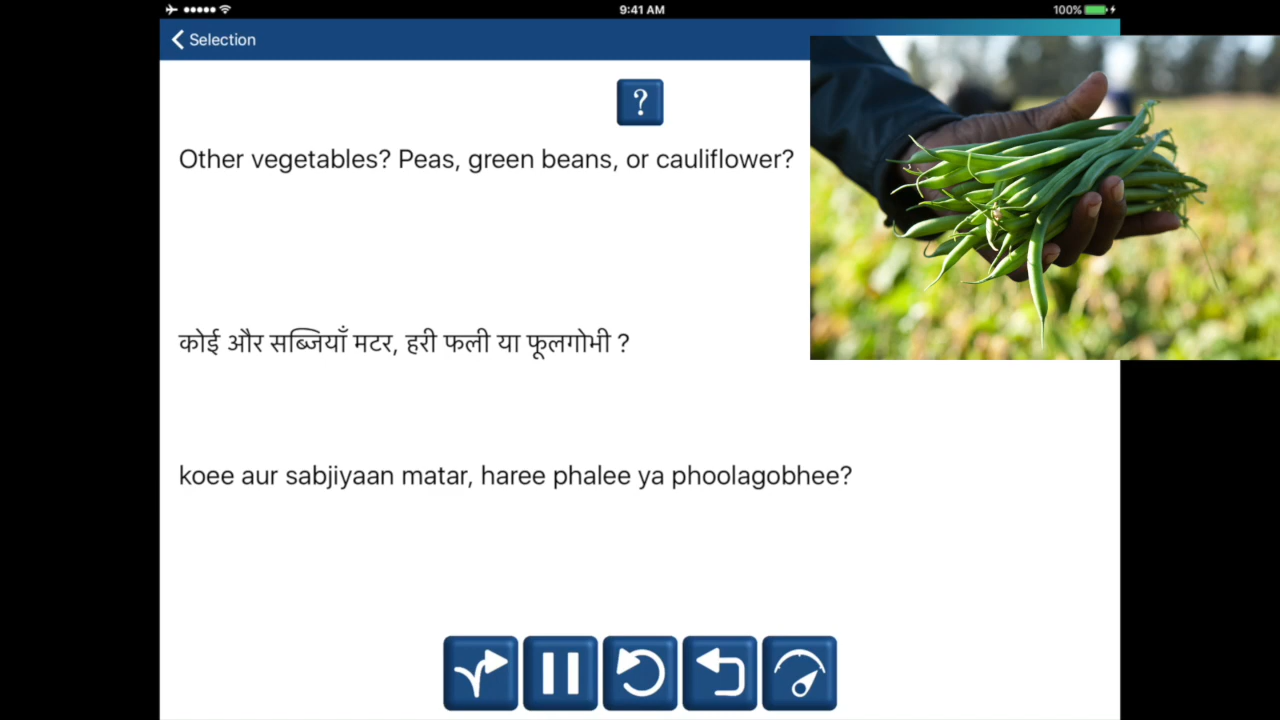 9:41 AM
100%
Selection
?
Other vegetables? Peas, green beans, or cauliflower?
कोई और सब्जियाँ मटर, हरी फली या फूलगोभी ?
koee aur sabjiyaan matar, haree phalee ya phoolagobhee?